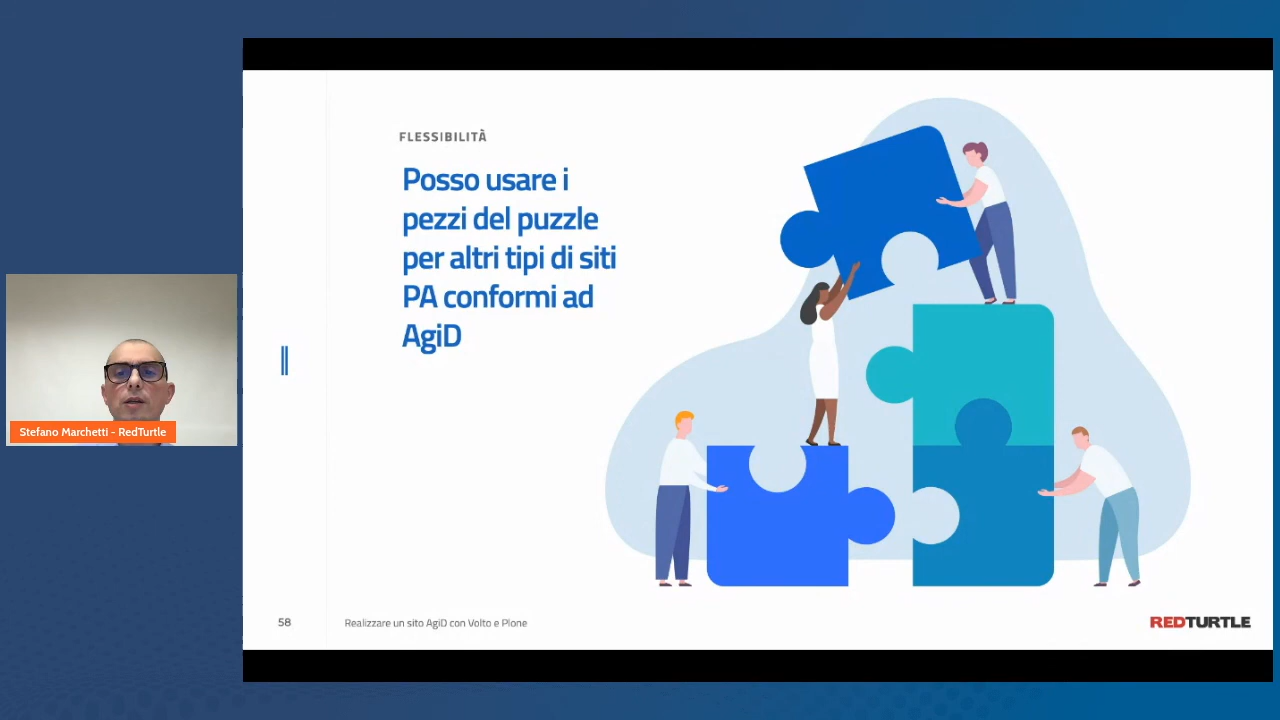 FLESSIBILITÀ
Posso usare i
pezzi del puzzle
per altri tipi di siti
PA conformi ad
AgiD
Stefano Marchetti - RedTurtle
58
Realizzare un sito AgiD con Volto e Plone
REDTURTLE